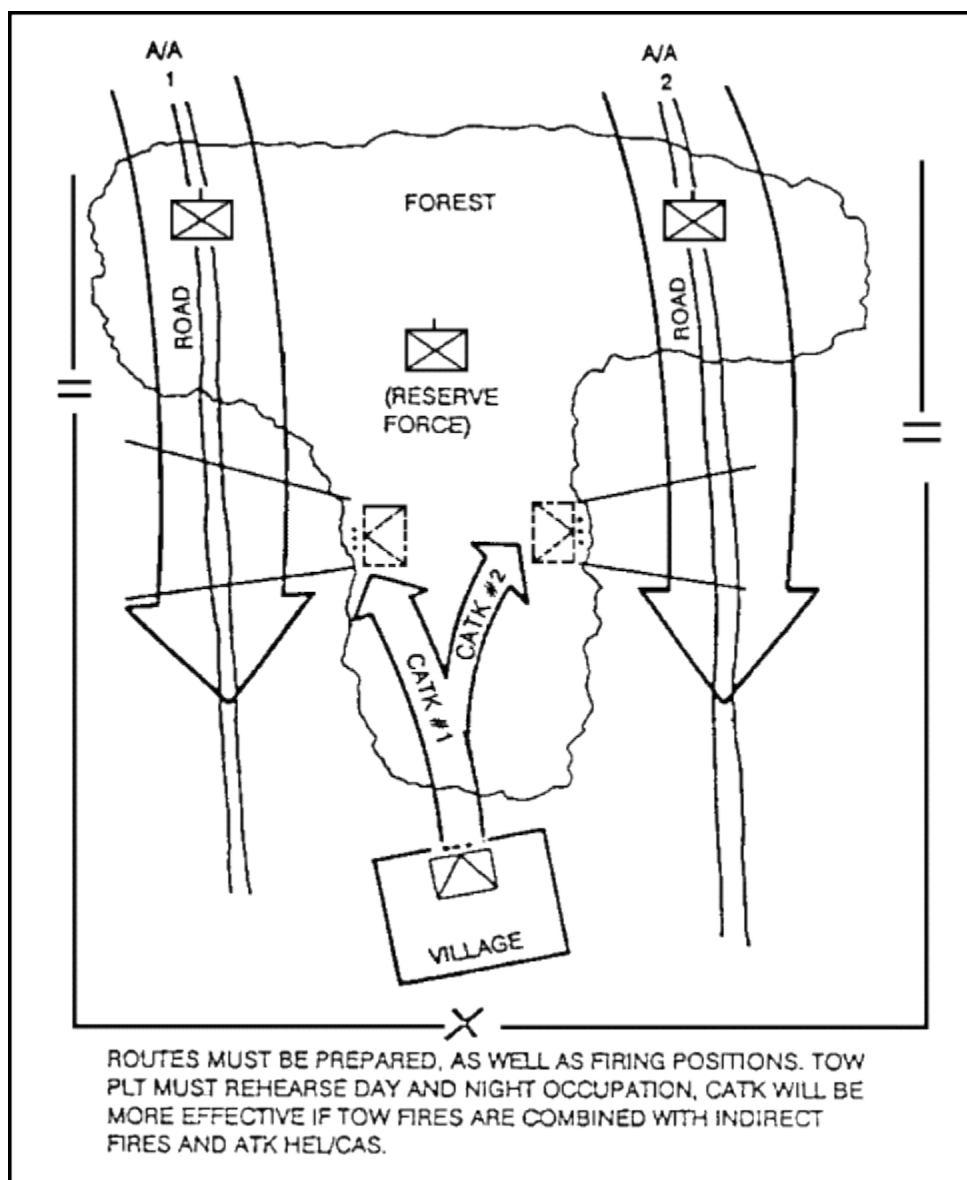 A/A
1
A/A
2
FOREST
ROAD
ROAD
(RESERVE
FORCE)
CATK #1
CATK #2
VILLAGE
ROUTES MUST BE PREPARED, AS WELL AS FIRING POSITIONS. TOW
PLT MUST REHEARSE DAY AND NIGHT OCCUPATION, CATK WILL BE
MORE EFFECTIVE IF TOW FIRES ARE COMBINED WITH INDIRECT
FIRES AND ATK HEL/CAS.